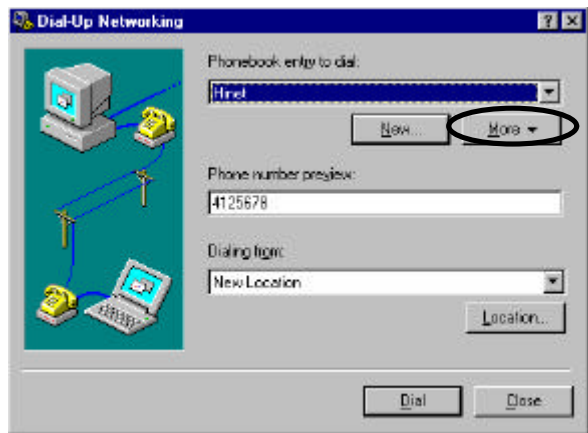 Dial-Up Networking
Phonebook entry to dial:
Hinet
New...
More
Phone number preview:
4125678
Dialing from:
New Location
Location...
Dial
Close